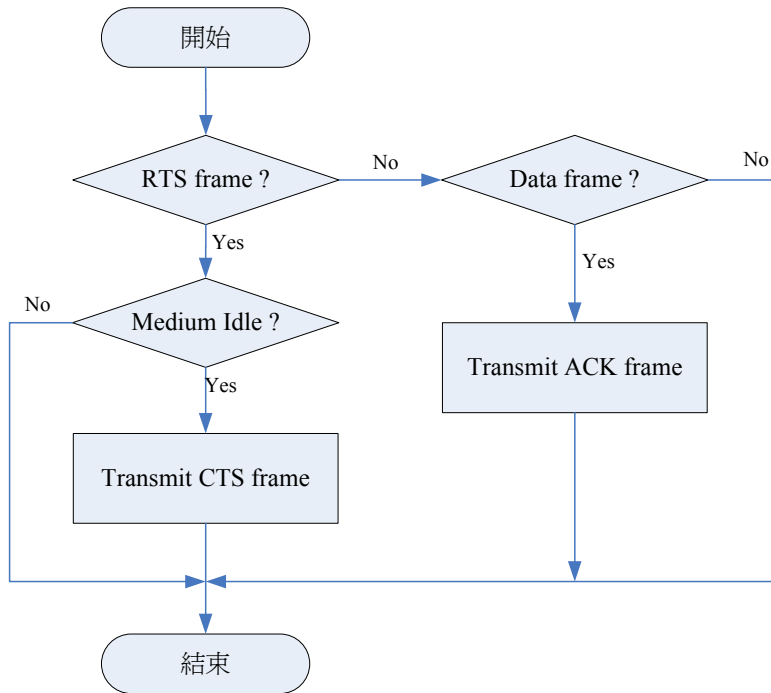 開始
RTS frame ?
No
Data frame ?
No
Yes
Yes
No
Medium Idle ?
Transmit ACK frame
Yes
Transmit CTS frame
結束